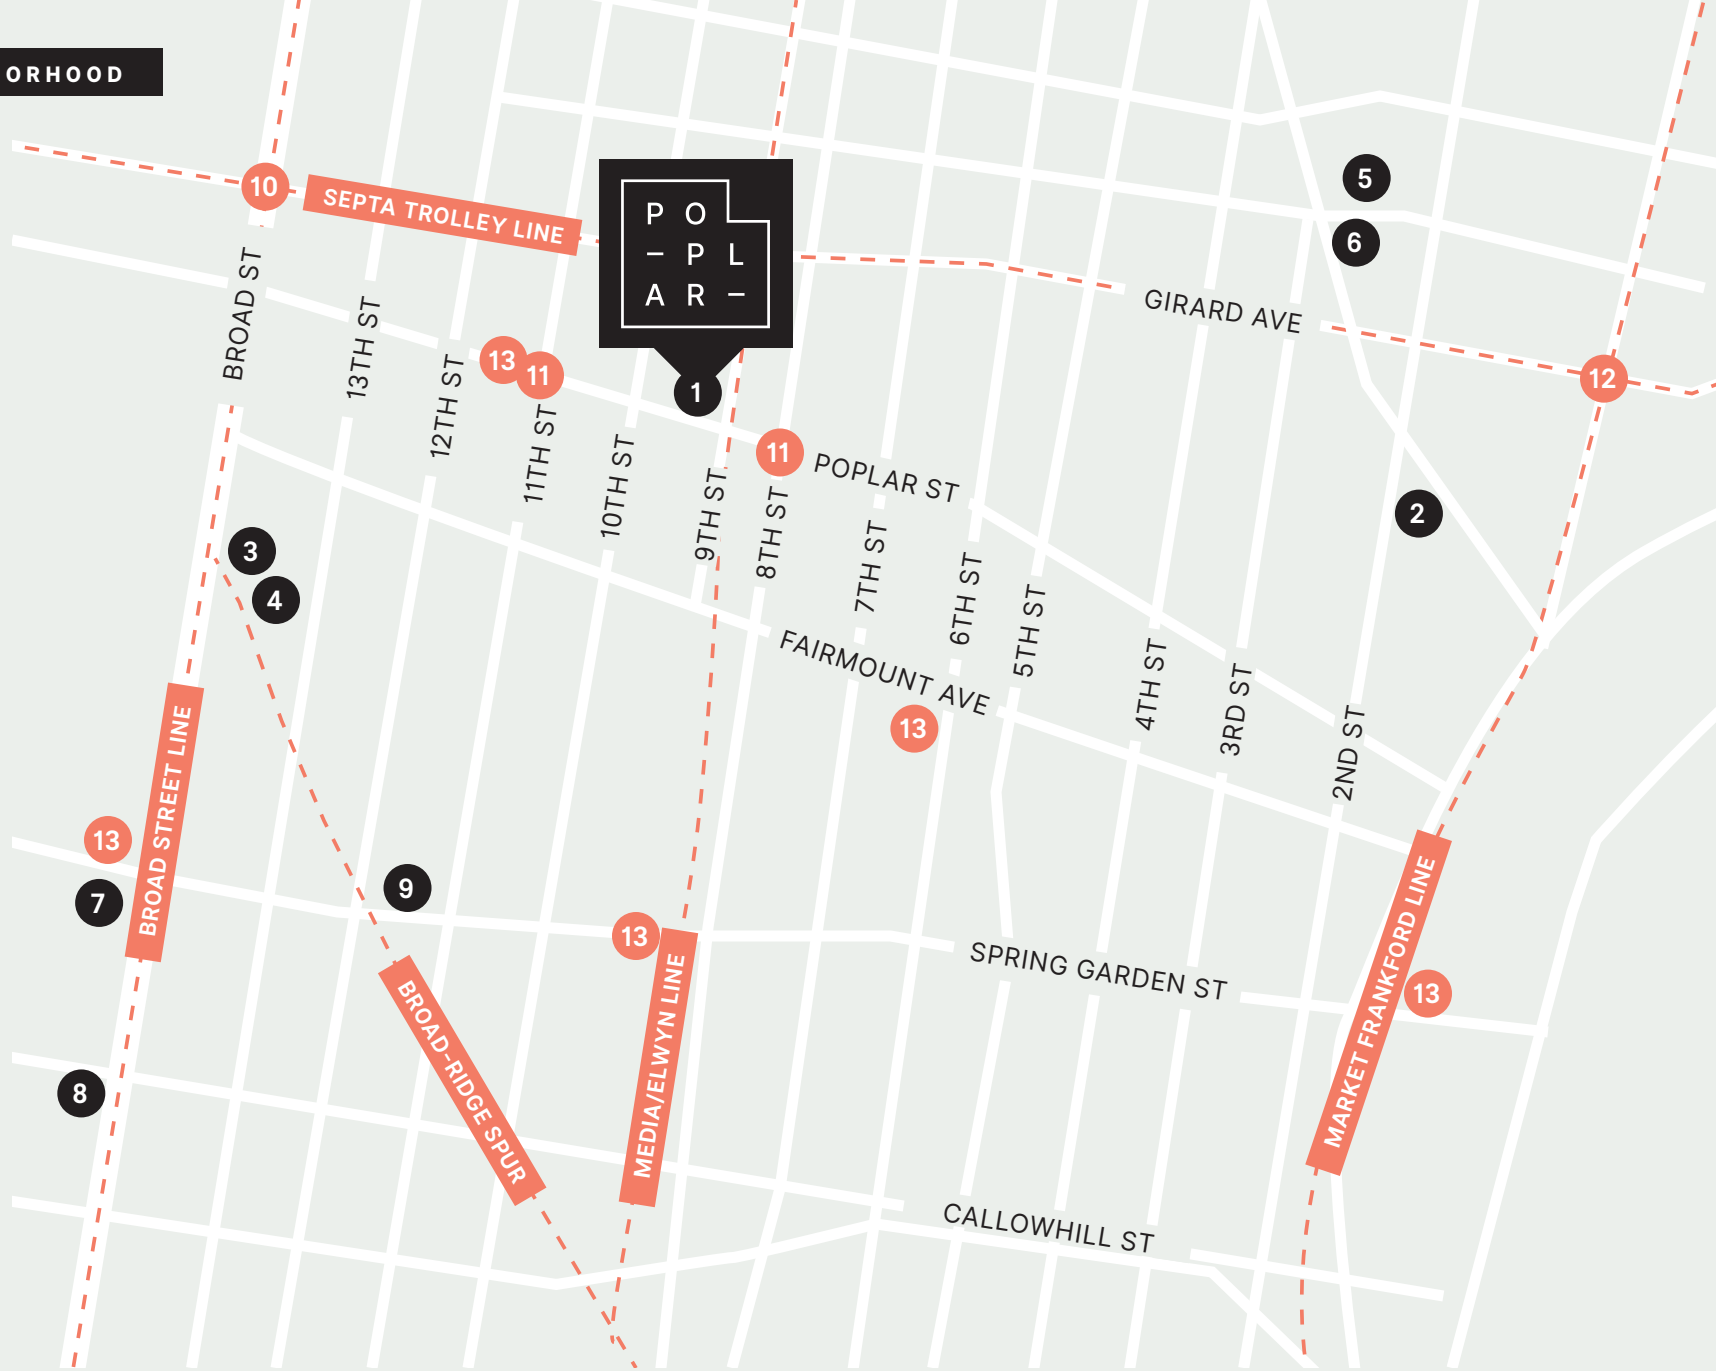 ORHOOD
5
10
SEPTA TROLLEY LINE
P O
– P L
A R –
6
BROAD ST
GIRARD AVE
13TH ST
13
11
12
12TH ST
1
11TH ST
11
POPLAR ST
10TH ST
9TH ST
8TH ST
2
3
7TH ST
4
6TH ST
5TH ST
FAIRMOUNT AVE
4TH ST
3RD ST
13
2ND ST
BROAD STREET LINE
13
7
9
13
SPRING GARDEN ST
MARKET FRANKFORD LINE
13
BROAD-RIDGE SPUR
MEDIA/ELWYN LINE
8
CALLOWHILL ST